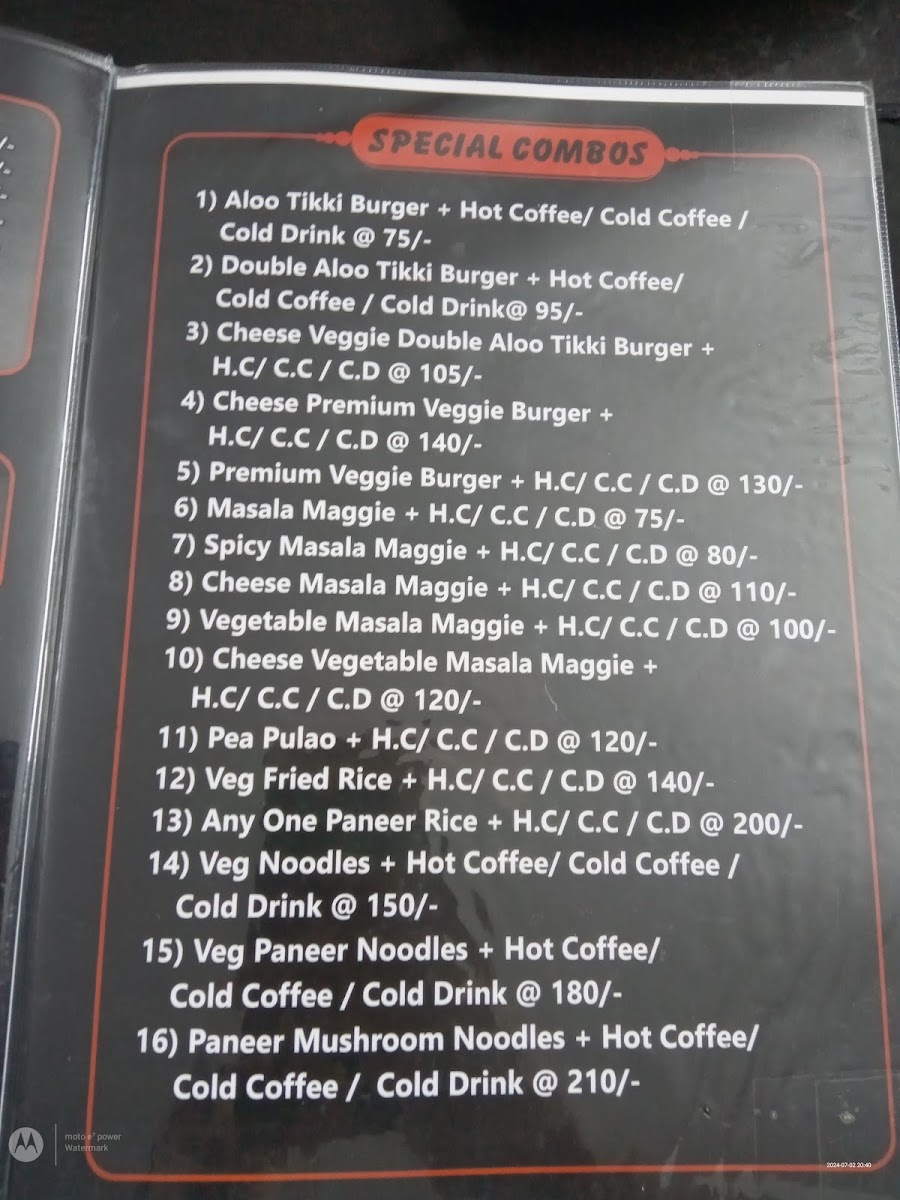 SPECIAL COMBOS
1) Aloo Tikki Burger + Hot Coffee/ Cold Coffee /
Cold Drink @ 75/-
2) Double Aloo Tikki Burger + Hot Coffee/
Cold Coffee / Cold Drink@ 95/-
3) Cheese Veggie Double Aloo Tikki Burger +
H.C/ C.C / C.D @ 105/-
4) Cheese Premium Veggie Burger +
H.C/ C.C / C.D @ 140/-
5) Premium Veggie Burger + H.C/ C.C / C.D @ 130/-
6) Masala Maggie + H.C/ C.C / C.D @ 75/-
7) Spicy Masala Maggie + H.C/ C.C / C.D @ 80/-
8) Cheese Masala Maggie + H.C/ C.C / C.D @ 110/-
9) Vegetable Masala Maggie + H.C/ C.C / C.D @ 100/-
10) Cheese Vegetable Masala Maggie +
H.C/ C.C / C.D @ 120/-
11) Pea Pulao + H.C/ C.C / C.D @ 120/-
12) Veg Fried Rice + H.C/ C.C / C.D @ 140/-
13) Any One Paneer Rice + H.C/ C.C / C.D @ 200/-
14) Veg Noodles + Hot Coffee/ Cold Coffee /
Cold Drink @ 150/-
15) Veg Paneer Noodles + Hot Coffee/
Cold Coffee / Cold Drink @ 180/-
16) Paneer Mushroom Noodles + Hot Coffee/
Cold Coffee / Cold Drink @ 210/-
moto e⁷ power
Watermark
2024-07-02 20:40